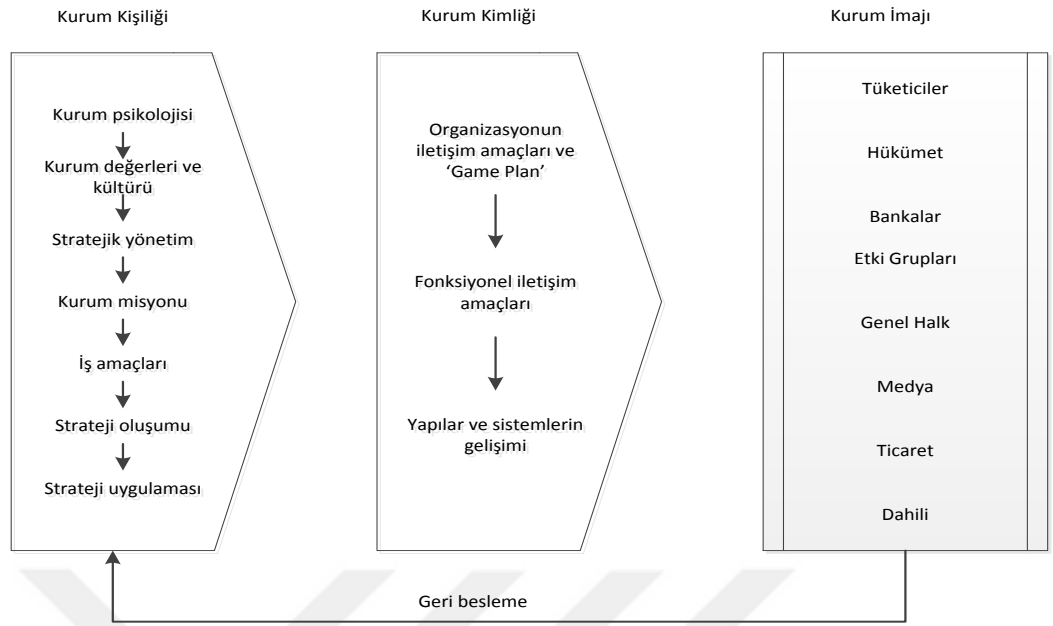 Kurum Kişiliği
Kurum psikolojisi
Kurum değerleri ve
kültürü
Stratejik yönetim
Kurum misyonu
İş amaçları
Strateji oluşumu
Strateji uygulaması
Kurum Kimliği
Organizasyonun
iletişim amaçları ve
‘Game Plan’
Fonksiyonel iletişim
amaçları
Yapılar ve sistemlerin
gelişimi
Kurum İmajı
Tüketiciler
Hükümet
Bankalar
Etki Grupları
Genel Halk
Medya
Ticaret
Dahili
Geri besleme